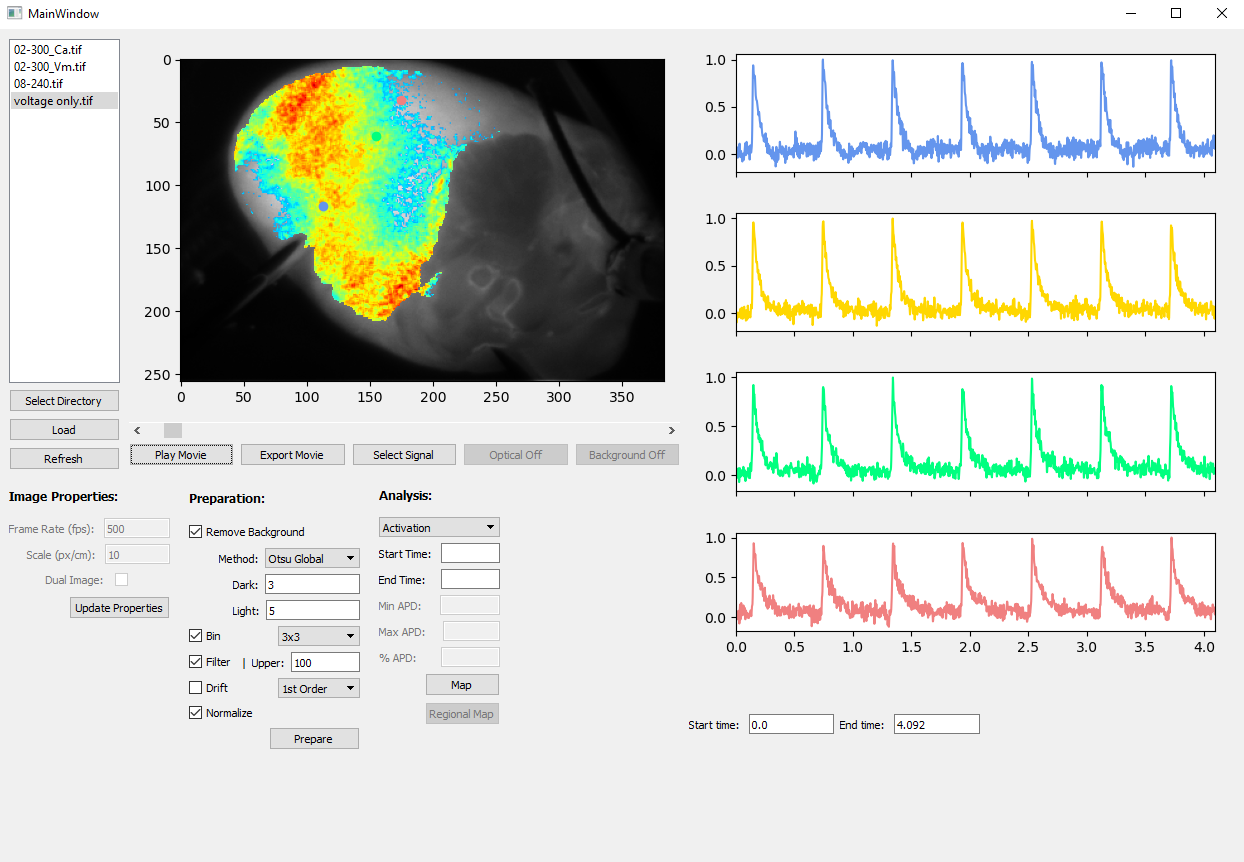 MainWindow
02-300_Ca.tif
02-300_Vm.tif
08-240.tif
voltage only.tif
Select Directory
Load
Refresh
0
50
100
150
200
250
0 50 100 150 200 250 300 350
Play Movie Export Movie Select Signal Optical Off Background Off
1.0
0.5
0.0
1.0
0.5
0.0
1.0
0.5
0.0
1.0
0.5
0.0
0.0 0.5 1.0 1.5 2.0 2.5 3.0 3.5 4.0
Start time: 0.0 End time: 4.092
Image Properties:
Frame Rate (fps): 500
Scale (px/cm): 10
Dual Image:
Update Properties
Preparation:
Remove Background
Method: Otsu Global
Dark: 3
Light: 5
Bin 3x3
Filter | Upper: 100
Drift 1st Order
Normalize
Prepare
Analysis:
Activation
Start Time:
End Time:
Min APD:
Max APD:
% APD:
Map
Regional Map